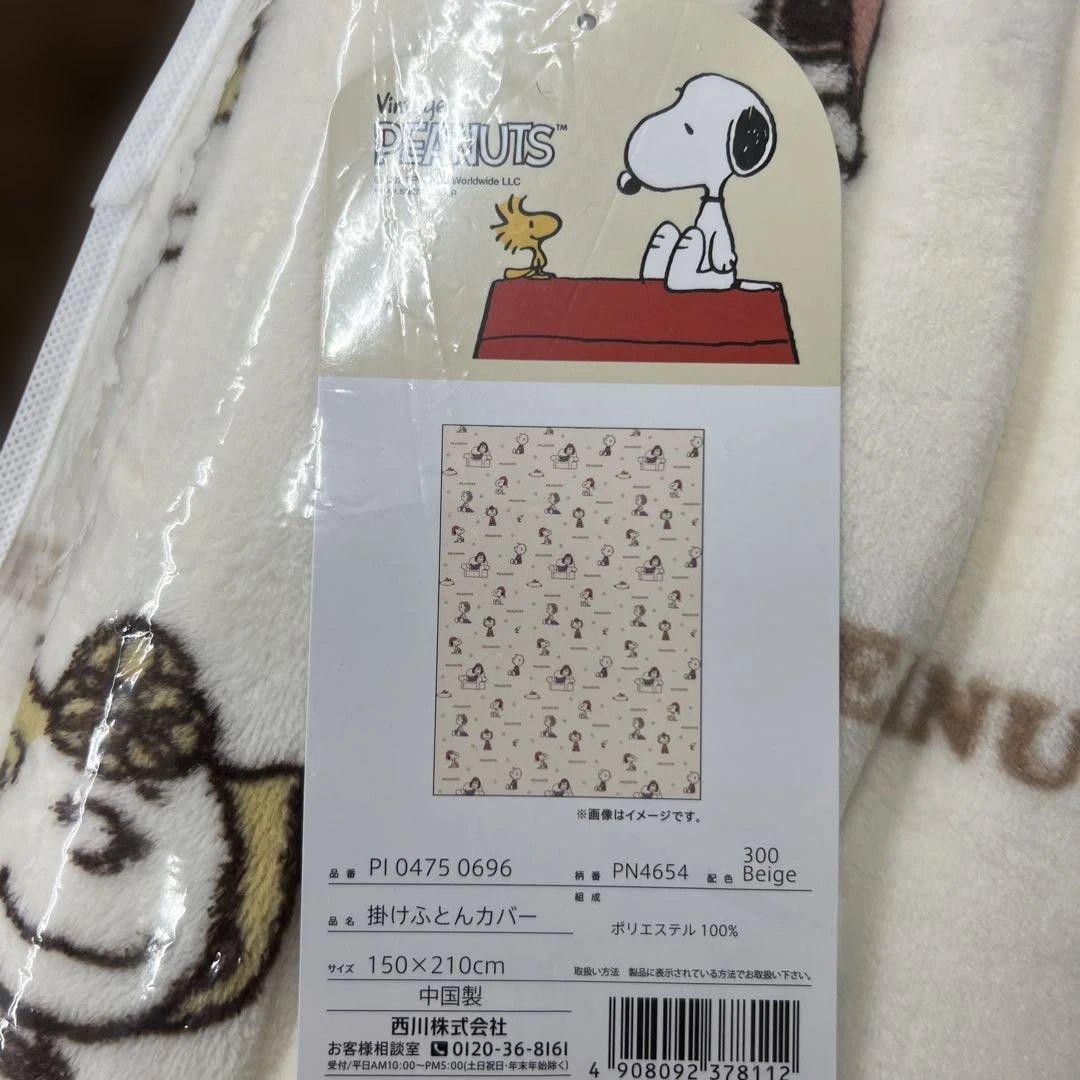 Vintage
PEANUTS™
Worldwide LLC
※画像はイメージです。
品番 PI 0475 0696
柄番 PN4654 配色 300 Beige
品名 掛けふとんカバー
組成
ポリエステル 100%
サイズ 150×210cm
取扱い方法 製品に表示されている方法でお取扱い下さい。
中国製
西川株式会社
お客様相談室 0120-36-8161
受付/平日AM10:00~PM5:00(土日祝日・年末年始除く)
4 908092 378112